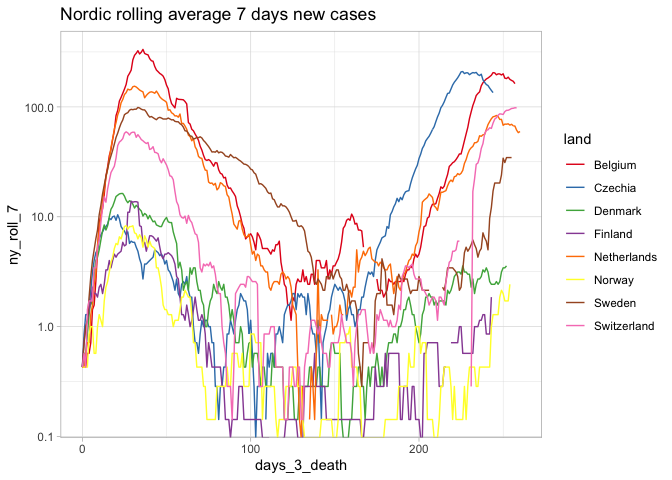 Nordic rolling average 7 days new cases
ny_roll_7
100.0
10.0
1.0
0.1
0 100 200
days_3_death
land
Belgium
Czechia
Denmark
Finland
Netherlands
Norway
Sweden
Switzerland